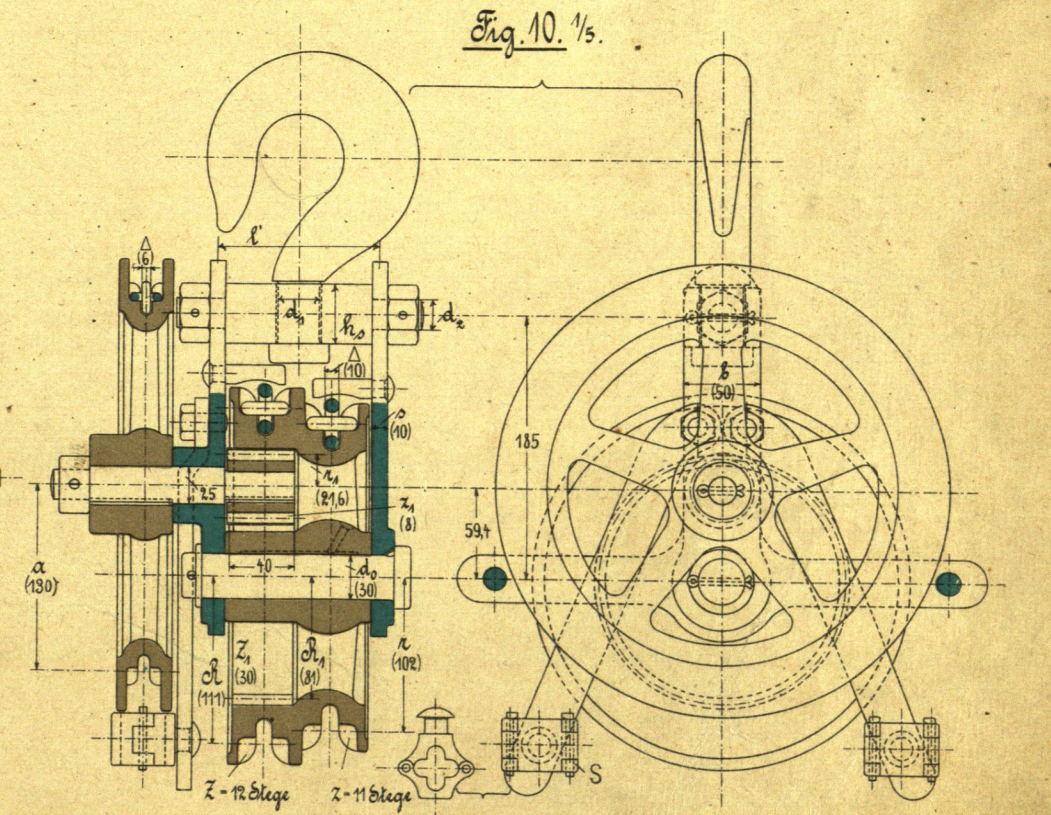 Fig. 10. 1/5.
l'
Δ
(6)
d₁
h₀
d₂
Δ
(10)
b
(50)
s
(10)
185
r₁
(21,6)
25
z₁
(8)
59,4
a
(130)
40
d₀
(30)
R
(111)
Z₁
(30)
R₁
(81)
r
(102)
S
Z = 12 Stege
z = 11 Stege